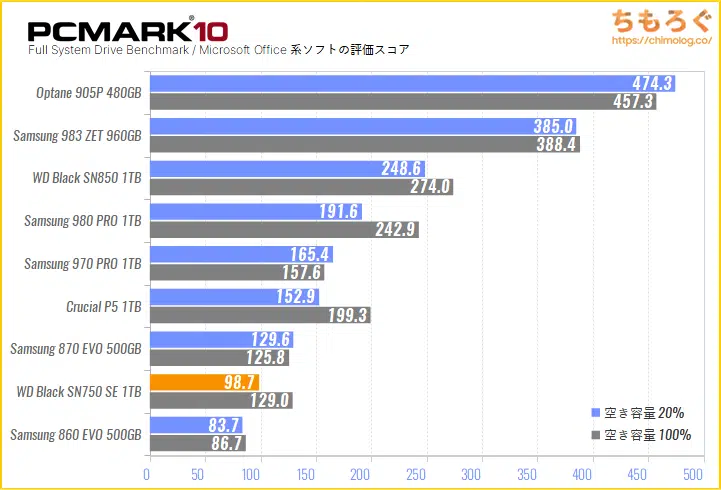 PCMARK®10
ちもろぐ
https://chimolog.co/
Full System Drive Benchmark / Microsoft Office 系ソフトの評価スコア
Optane 905P 480GB 474.3
457.3
Samsung 983 ZET 960GB 385.0
388.4
WD Black SN850 1TB 248.6
274.0
Samsung 980 PRO 1TB 191.6
242.9
Samsung 970 PRO 1TB 165.4
157.6
Crucial P5 1TB 152.9
199.3
Samsung 870 EVO 500GB 129.6
125.8
WD Black SN750 SE 1TB 98.7
129.0
Samsung 860 EVO 500GB 83.7
86.7
空き容量 20%
空き容量 100%
0 50 100 150 200 250 300 350 400 450 500